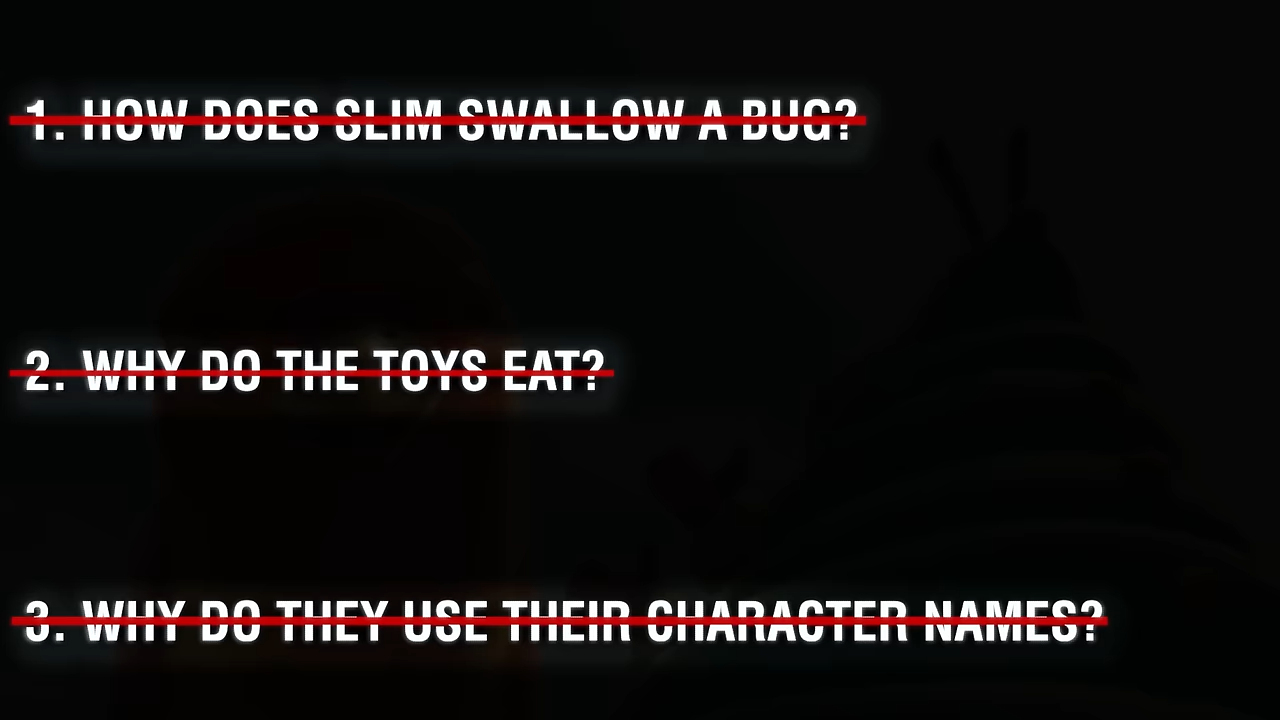 1. HOW DOES SLIM SWALLOW A BUG?
2. WHY DO THE TOYS EAT?
3. WHY DO THEY USE THEIR CHARACTER NAMES?